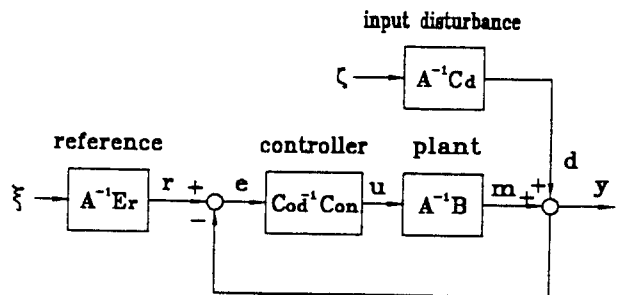 input disturbance
ζ
A⁻¹Cd
reference
controller
plant
d
ξ
A⁻¹Er
r
+
−
e
Cod⁻¹Con
u
A⁻¹B
m
+
+
y